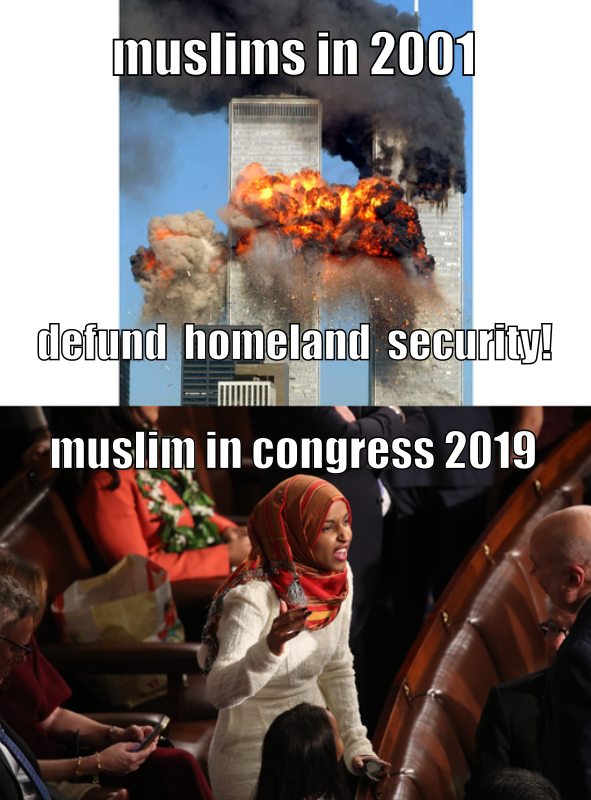 muslims in 2001
defund homeland security!
muslim in congress 2019